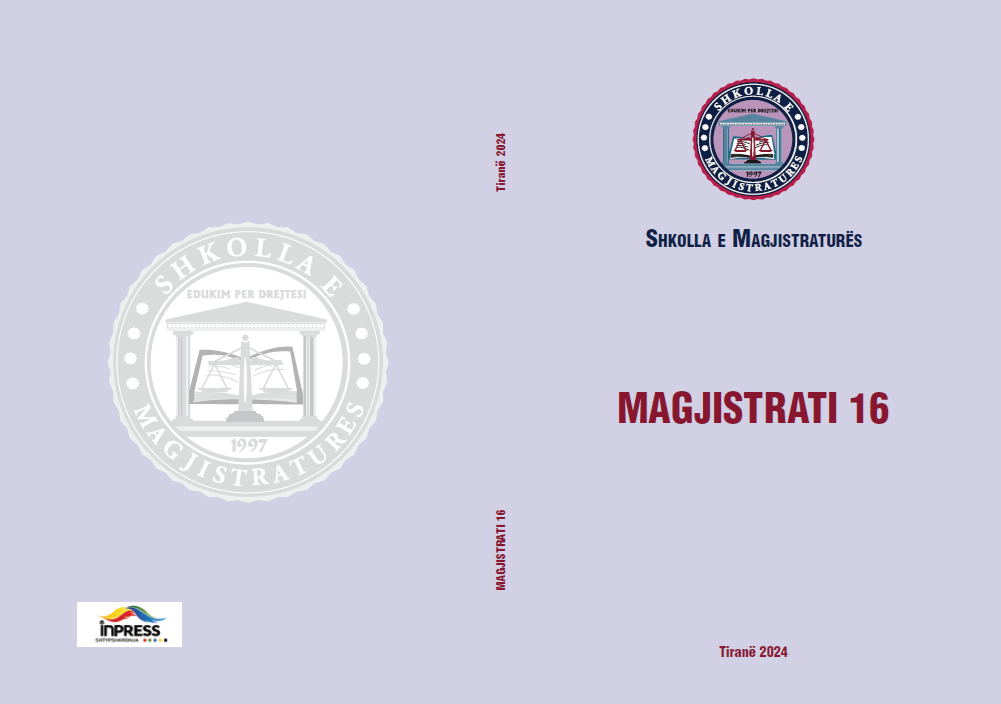 SHKOLLA E
EDUKIM PER DREJTESI
1997
MAGJISTRATURES
INPRESS
SHTYPSHKRONJA
Tiranë 2024
MAGJISTRATI 16
SHKOLLA E
EDUKIM PER DREJTESI
1997
MAGJISTRATURES
SHKOLLA E MAGJISTRATURËS
MAGJISTRATI 16
Tiranë 2024